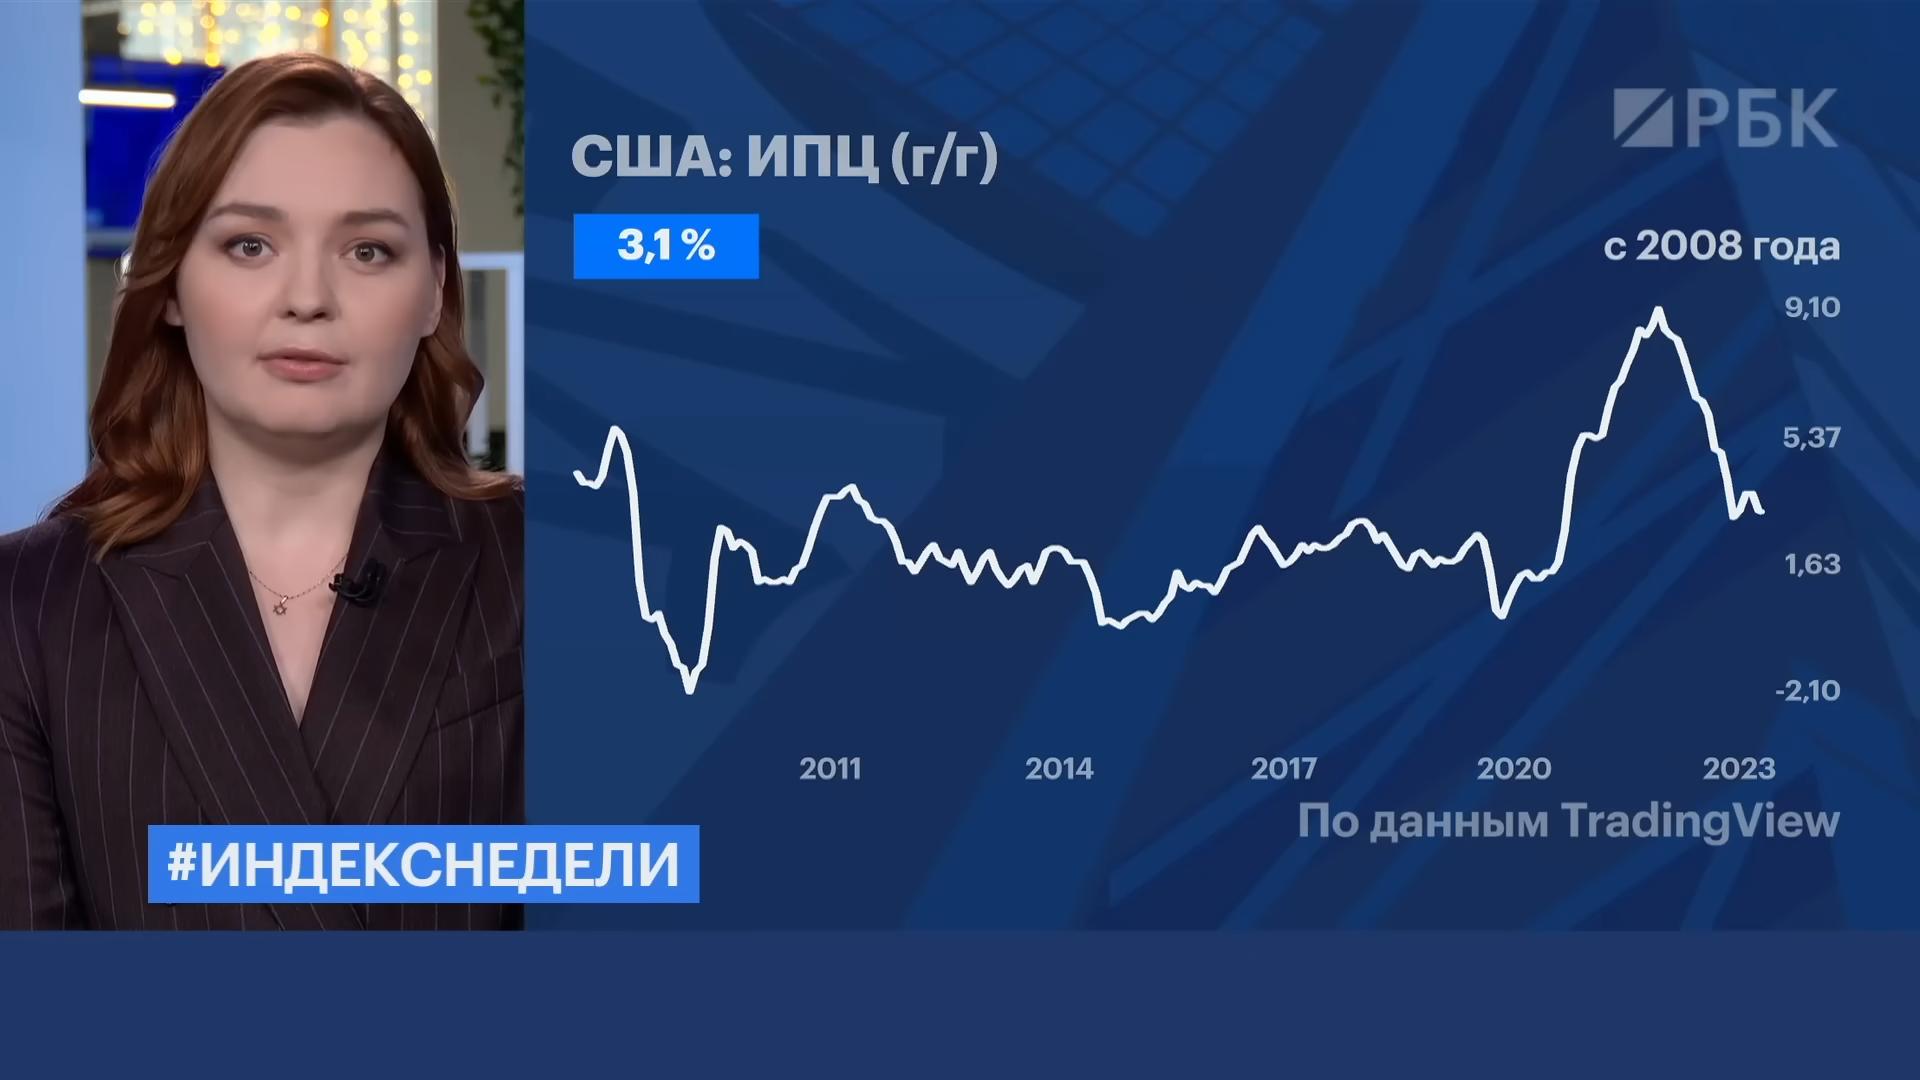 РБК
США: ИПЦ (г/г)
3,1 %
с 2008 года
9,10
5,37
1,63
-2,10
2011
2014
2017
2020
2023
По данным TradingView
#ИНДЕКСНЕДЕЛИ